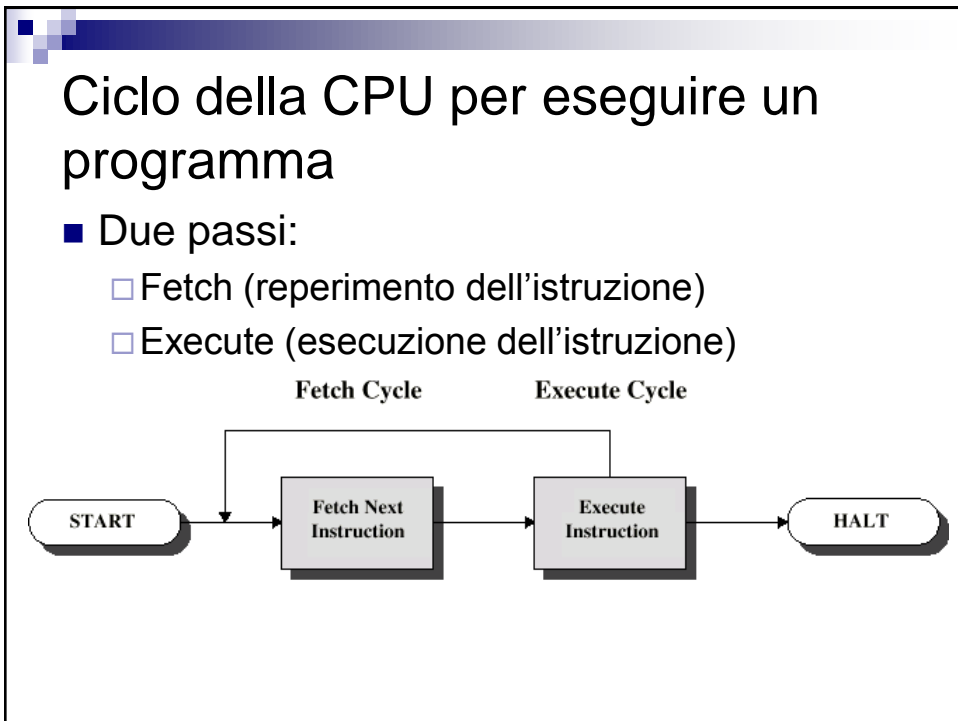 Ciclo della CPU per eseguire un
programma
Due passi:
Fetch (reperimento dell’istruzione)
Execute (esecuzione dell’istruzione)
Fetch Cycle
Execute Cycle
START
Fetch Next
Instruction
Execute
Instruction
HALT